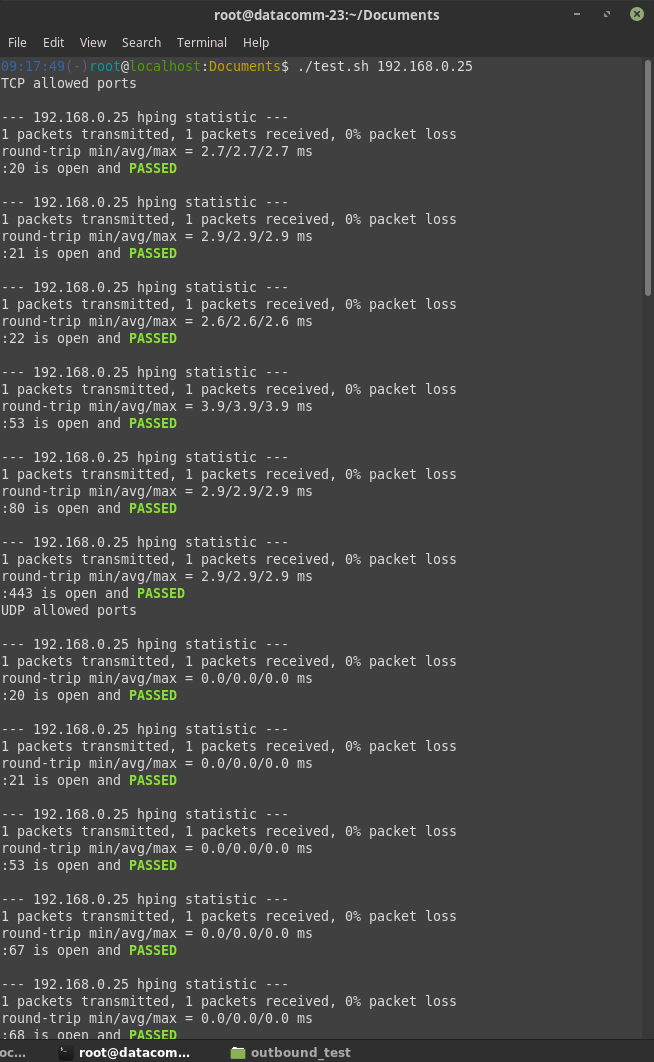 root@datacomm-23:~/Documents
File Edit View Search Terminal Help
09:17:49(-)root@localhost:Documents$ ./test.sh 192.168.0.25
TCP allowed ports
--- 192.168.0.25 hping statistic ---
1 packets transmitted, 1 packets received, 0% packet loss
round-trip min/avg/max = 2.7/2.7/2.7 ms
:20 is open and PASSED
--- 192.168.0.25 hping statistic ---
1 packets transmitted, 1 packets received, 0% packet loss
round-trip min/avg/max = 2.9/2.9/2.9 ms
:21 is open and PASSED
--- 192.168.0.25 hping statistic ---
1 packets transmitted, 1 packets received, 0% packet loss
round-trip min/avg/max = 2.6/2.6/2.6 ms
:22 is open and PASSED
--- 192.168.0.25 hping statistic ---
1 packets transmitted, 1 packets received, 0% packet loss
round-trip min/avg/max = 3.9/3.9/3.9 ms
:53 is open and PASSED
--- 192.168.0.25 hping statistic ---
1 packets transmitted, 1 packets received, 0% packet loss
round-trip min/avg/max = 2.9/2.9/2.9 ms
:80 is open and PASSED
--- 192.168.0.25 hping statistic ---
1 packets transmitted, 1 packets received, 0% packet loss
round-trip min/avg/max = 2.9/2.9/2.9 ms
:443 is open and PASSED
UDP allowed ports
--- 192.168.0.25 hping statistic ---
1 packets transmitted, 1 packets received, 0% packet loss
round-trip min/avg/max = 0.0/0.0/0.0 ms
:20 is open and PASSED
--- 192.168.0.25 hping statistic ---
1 packets transmitted, 1 packets received, 0% packet loss
round-trip min/avg/max = 0.0/0.0/0.0 ms
:21 is open and PASSED
--- 192.168.0.25 hping statistic ---
1 packets transmitted, 1 packets received, 0% packet loss
round-trip min/avg/max = 0.0/0.0/0.0 ms
:53 is open and PASSED
--- 192.168.0.25 hping statistic ---
1 packets transmitted, 1 packets received, 0% packet loss
round-trip min/avg/max = 0.0/0.0/0.0 ms
:67 is open and PASSED
--- 192.168.0.25 hping statistic ---
1 packets transmitted, 1 packets received, 0% packet loss
round-trip min/avg/max = 0.0/0.0/0.0 ms
:68 is open and PASSED
oc... root@datacom... outbound_test